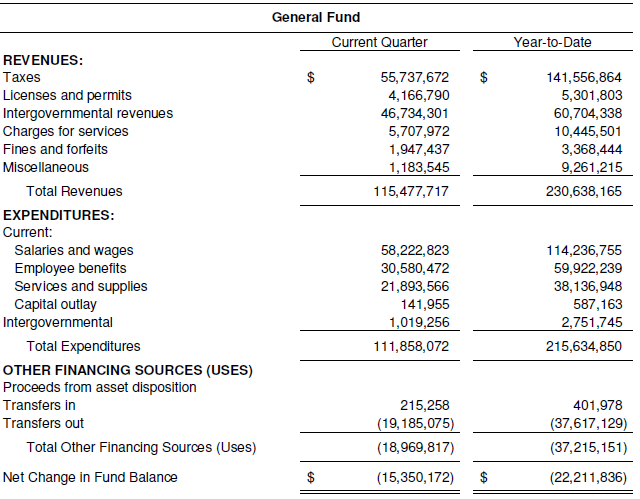 General Fund
Current Quarter Year-to-Date
REVENUES:
Taxes $ 55,737,672 $ 141,556,864
Licenses and permits 4,166,790 5,301,803
Intergovernmental revenues 46,734,301 60,704,338
Charges for services 5,707,972 10,445,501
Fines and forfeits 1,947,437 3,368,444
Miscellaneous 1,183,545 9,261,215
Total Revenues 115,477,717 230,638,165
EXPENDITURES:
Current:
Salaries and wages 58,222,823 114,236,755
Employee benefits 30,580,472 59,922,239
Services and supplies 21,893,566 38,136,948
Capital outlay 141,955 587,163
Intergovernmental 1,019,256 2,751,745
Total Expenditures 111,858,072 215,634,850
OTHER FINANCING SOURCES (USES)
Proceeds from asset disposition
Transfers in 215,258 401,978
Transfers out (19,185,075) (37,617,129)
Total Other Financing Sources (Uses) (18,969,817) (37,215,151)
Net Change in Fund Balance $ (15,350,172) $ (22,211,836)